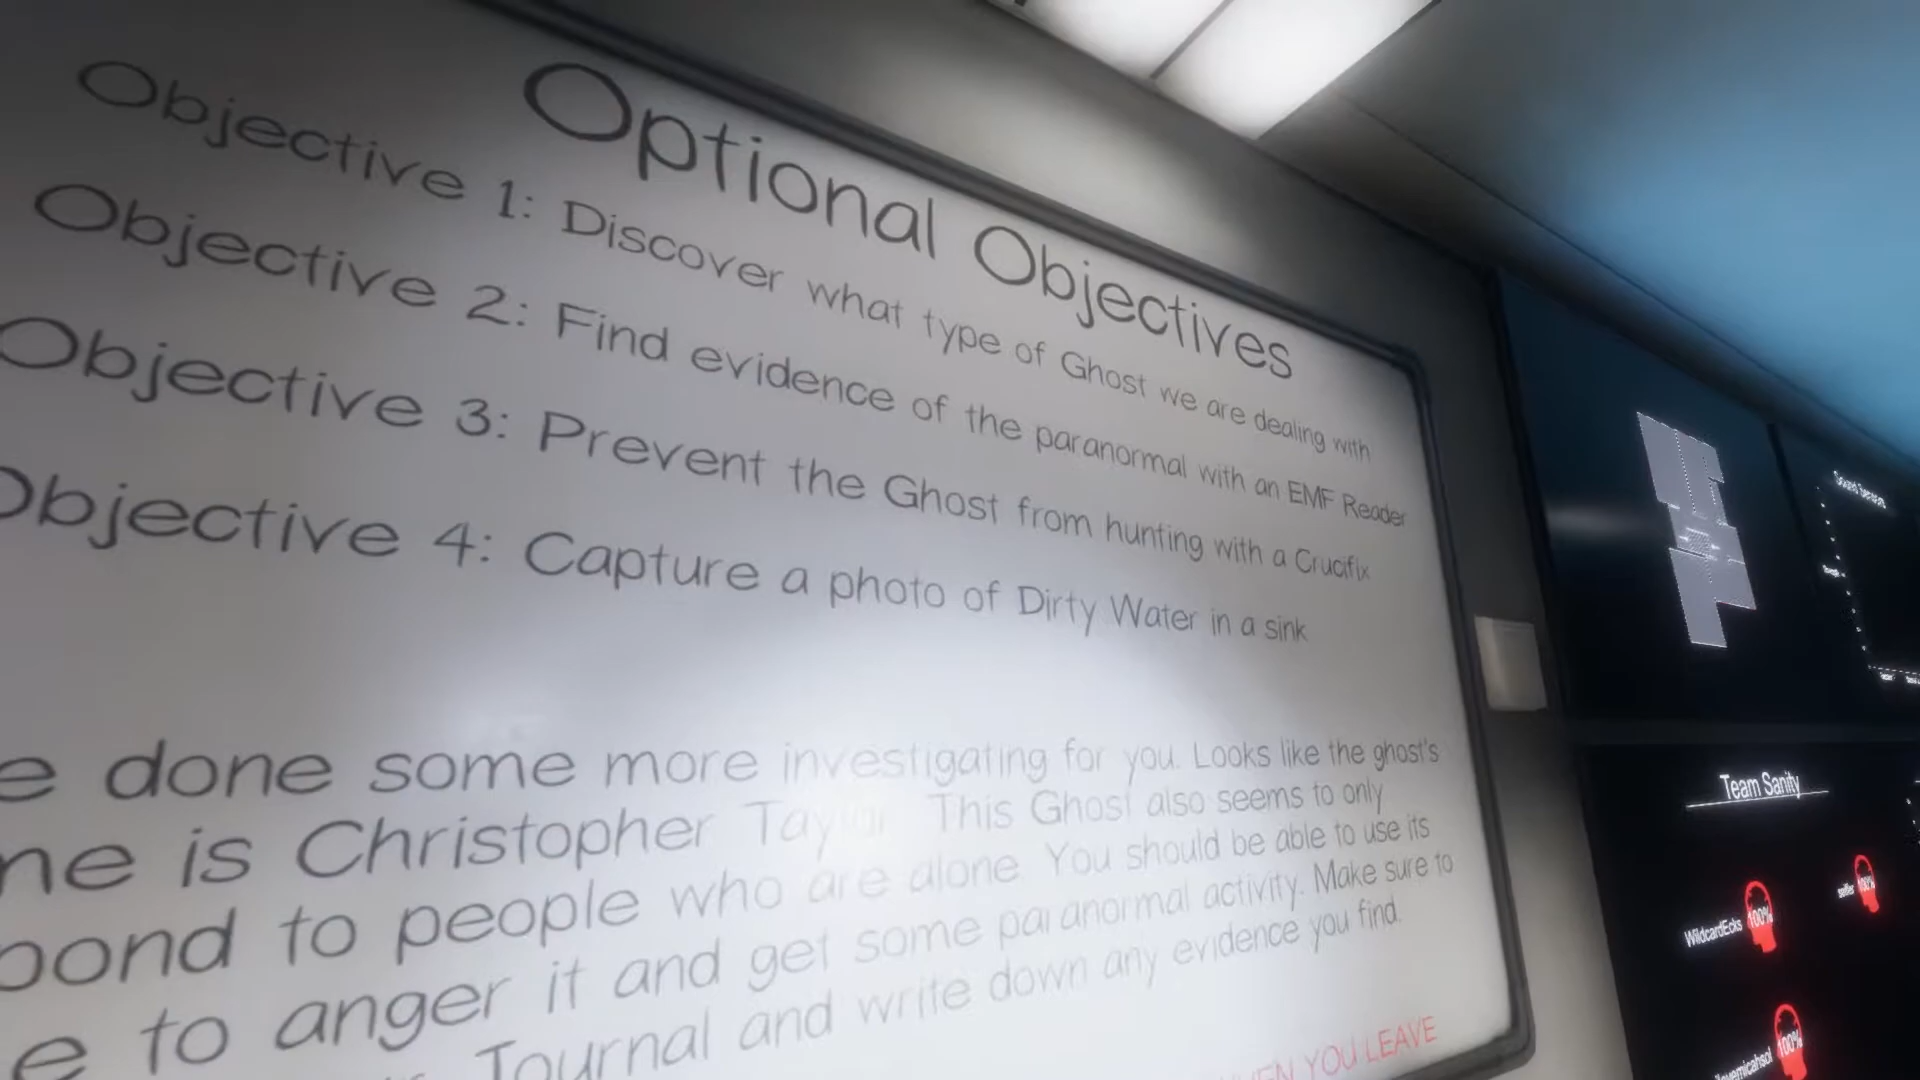 Optional Objectives
Objective 1: Discover what type of Ghost we are dealing with
Objective 2: Find evidence of the paranormal with an EMF Reader
Objective 3: Prevent the Ghost from hunting with a Crucifix
Objective 4: Capture a photo of Dirty Water in a sink
e done some more investigating for you. Looks like the ghost's
me is Christopher Taylor. This Ghost also seems to only
pond to people who are alone. You should be able to use its
e to anger it and get some paranormal activity. Make sure to
Journal and write down any evidence you find.
WHEN YOU LEAVE
Team Sanity
WildcardEcks 100%
100%
100%